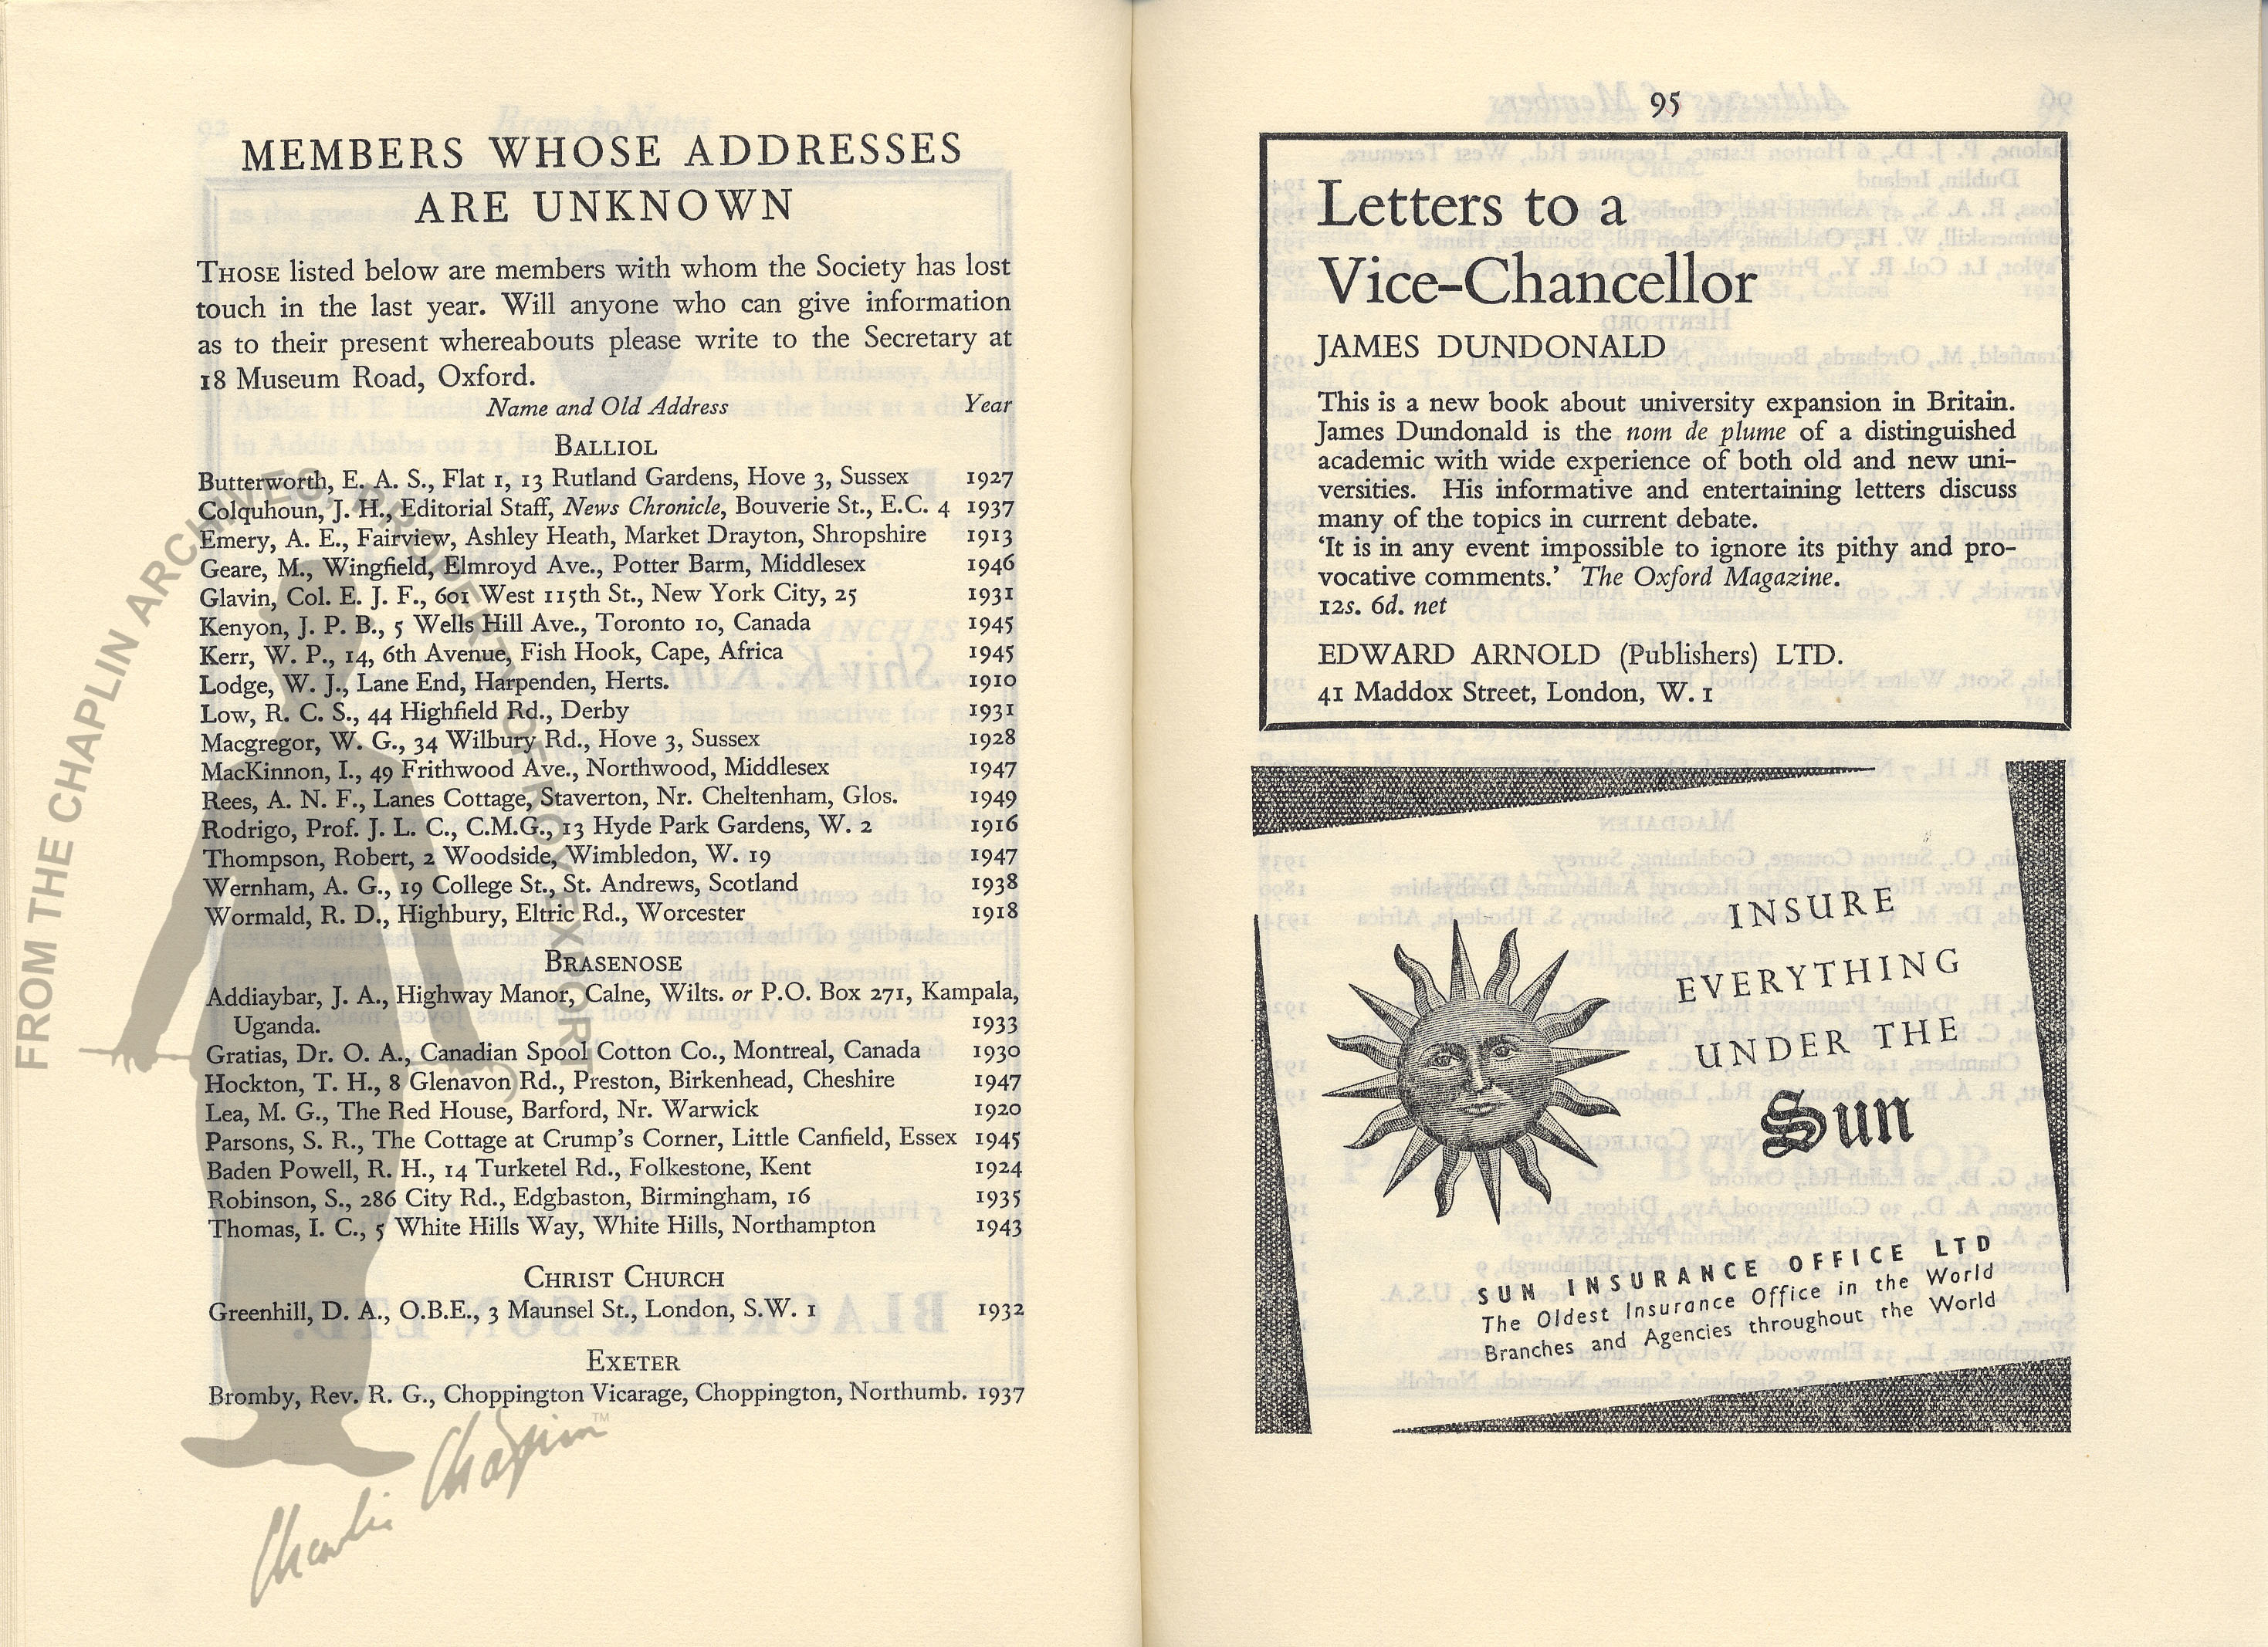 MEMBERS WHOSE ADDRESSES
ARE UNKNOWN
THOSE listed below are members with whom the Society has lost
touch in the last year. Will anyone who can give information
as to their present whereabouts please write to the Secretary at
18 Museum Road, Oxford.
Name and Old Address Year
BALLIOL
Butterworth, E. A. S., Flat 1, 13 Rutland Gardens, Hove 3, Sussex 1927
Colquhoun, J. H., Editorial Staff, News Chronicle, Bouverie St., E.C. 4 1937
Emery, A. E., Fairview, Ashley Heath, Market Drayton, Shropshire 1913
Geare, M., Wingfield, Elmroyd Ave., Potter Barm, Middlesex 1946
Glavin, Col. E. J. F., 601 West 115th St., New York City, 25 1931
Kenyon, J. P. B., 5 Wells Hill Ave., Toronto 10, Canada 1945
Kerr, W. P., 14, 6th Avenue, Fish Hook, Cape, Africa 1945
Lodge, W. J., Lane End, Harpenden, Herts. 1910
Low, R. C. S., 44 Highfield Rd., Derby 1931
Macgregor, W. G., 34 Wilbury Rd., Hove 3, Sussex 1928
MacKinnon, I., 49 Frithwood Ave., Northwood, Middlesex 1947
Rees, A. N. F., Lanes Cottage, Staverton, Nr. Cheltenham, Glos. 1949
Rodrigo, Prof. J. L. C., C.M.G., 13 Hyde Park Gardens, W. 2 1916
Thompson, Robert, 2 Woodside, Wimbledon, W. 19 1947
Wernham, A. G., 19 College St., St. Andrews, Scotland 1938
Wormald, R. D., Highbury, Eltric Rd., Worcester 1918
BRASENOSE
Addiaybar, J. A., Highway Manor, Calne, Wilts. or P.O. Box 271, Kampala,
Uganda. 1933
Gratias, Dr. O. A., Canadian Spool Cotton Co., Montreal, Canada 1930
Hockton, T. H., 8 Glenavon Rd., Preston, Birkenhead, Cheshire 1947
Lea, M. G., The Red House, Barford, Nr. Warwick 1920
Parsons, S. R., The Cottage at Crump's Corner, Little Canfield, Essex 1945
Baden Powell, R. H., 14 Turketel Rd., Folkestone, Kent 1924
Robinson, S., 286 City Rd., Edgbaston, Birmingham, 16 1935
Thomas, I. C., 5 White Hills Way, White Hills, Northampton 1943
CHRIST CHURCH
Greenhill, D. A., O.B.E., 3 Maunsel St., London, S.W. 1 1932
EXETER
Bromby, Rev. R. G., Choppington Vicarage, Choppington, Northumb. 1937
FROM THE CHAPLIN ARCHIVES, PROPERTY OF ROY EXPORT
Charlie Chaplin™
95
Letters to a
Vice-Chancellor
JAMES DUNDONALD
This is a new book about university expansion in Britain.
James Dundonald is the nom de plume of a distinguished
academic with wide experience of both old and new uni-
versities. His informative and entertaining letters discuss
many of the topics in current debate.
'It is in any event impossible to ignore its pithy and pro-
vocative comments.' The Oxford Magazine.
12s. 6d. net
EDWARD ARNOLD (Publishers) LTD.
41 Maddox Street, London, W. 1
INSURE
EVERYTHING
UNDER THE
Sun
SUN INSURANCE OFFICE LTD
The Oldest Insurance Office in the World
Branches and Agencies throughout the World